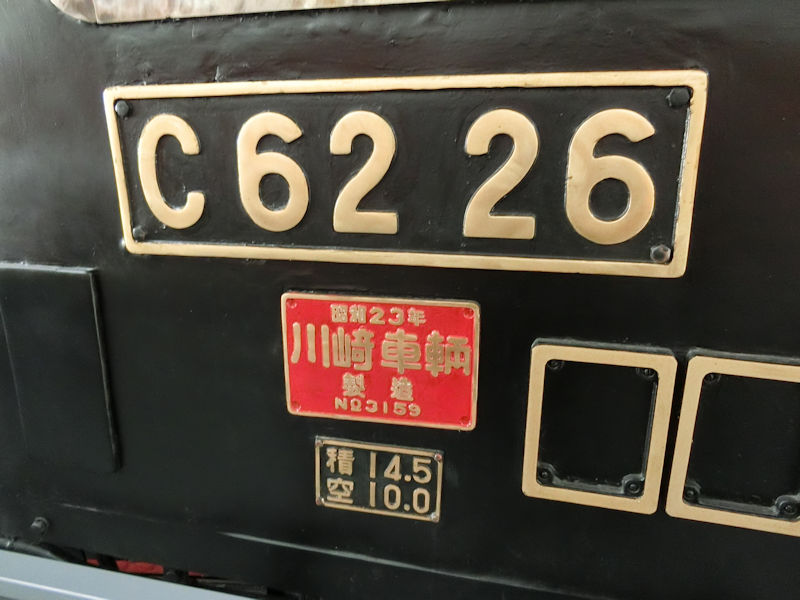 C62 26
昭和23年
川崎車輌
製造
No3159
積 14.5
空 10.0